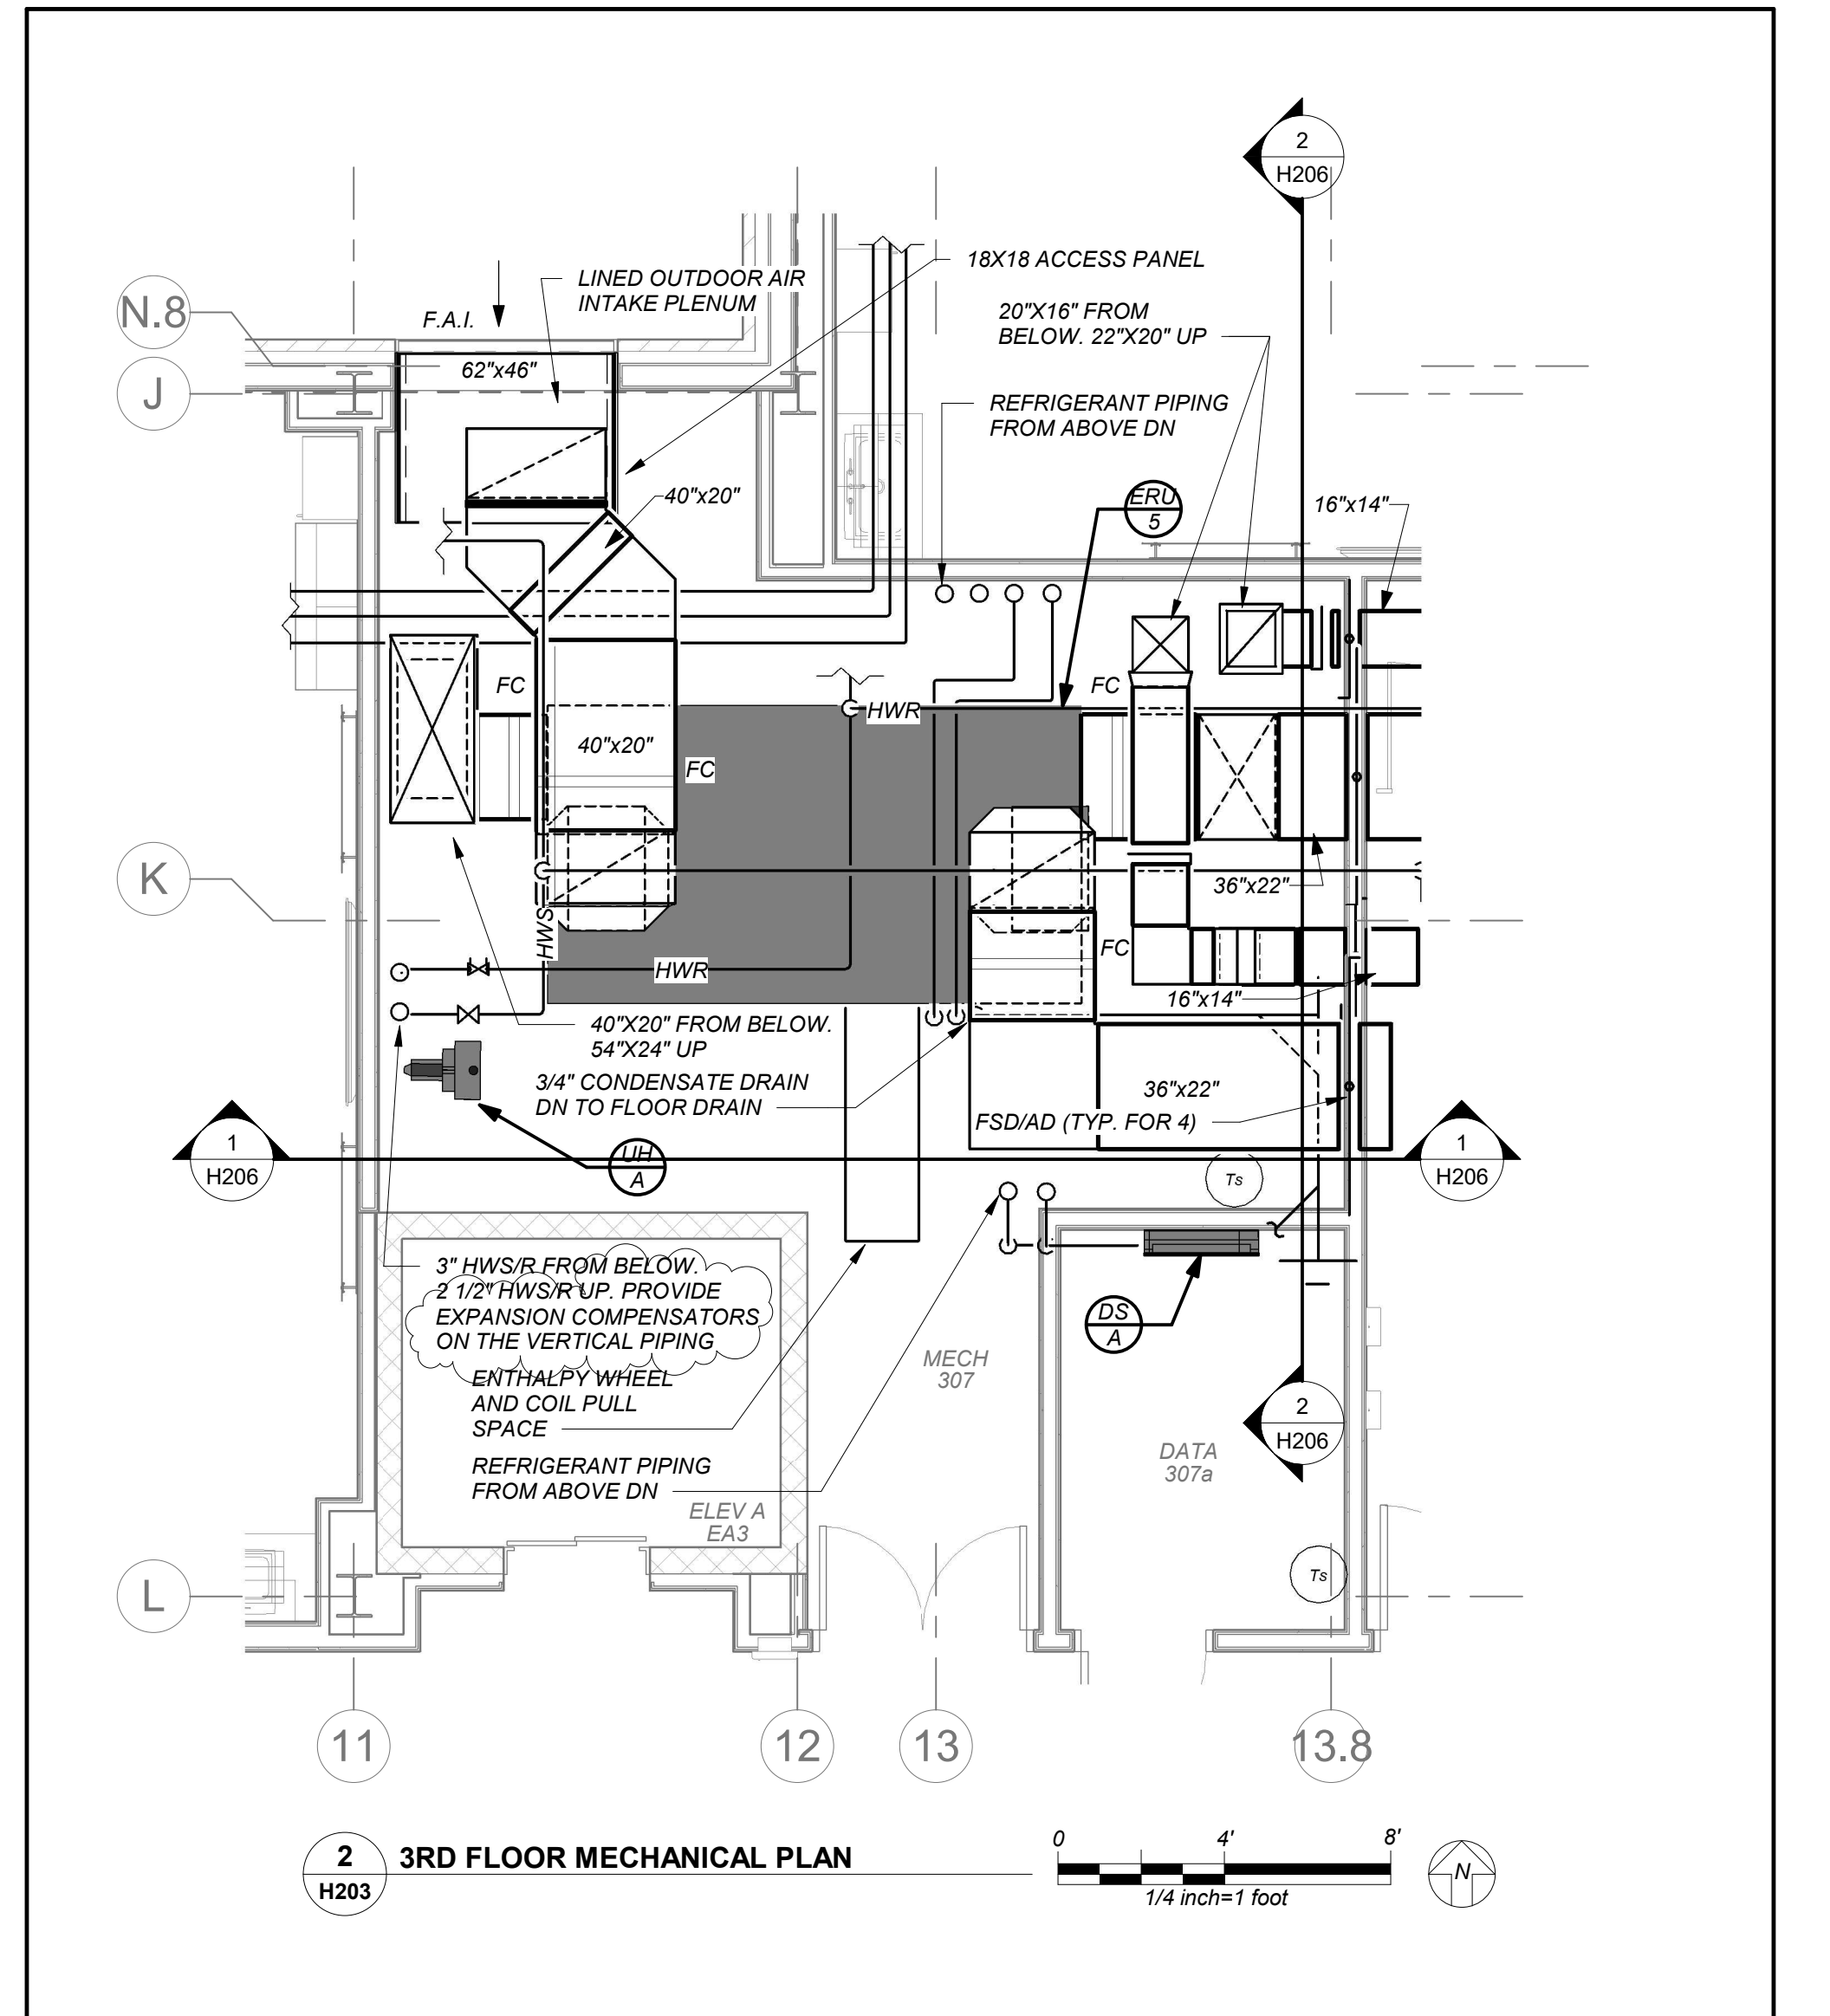 2
H206
18X18 ACCESS PANEL
LINED OUTDOOR AIR
INTAKE PLENUM
20"X16" FROM
BELOW. 22"X20" UP
N.8
F.A.I.
62"x46"
J
REFRIGERANT PIPING
FROM ABOVE DN
40"x20"
ERU
5
16"x14"
FC
FC
HWR
40"x20"
FC
K
36"x22"
HWS
FC
HWR
16"x14"
40"X20" FROM BELOW.
54"X24" UP
3/4" CONDENSATE DRAIN
DN TO FLOOR DRAIN
36"x22"
FSD/AD (TYP. FOR 4)
1
H206
UH
A
Ts
1
H206
3" HWS/R FROM BELOW.
2 1/2" HWS/R UP. PROVIDE
EXPANSION COMPENSATORS
ON THE VERTICAL PIPING
DS
A
MECH
307
ENTHALPY WHEEL
AND COIL PULL
SPACE
2
H206
DATA
307a
REFRIGERANT PIPING
FROM ABOVE DN
ELEV A
EA3
Ts
L
11
12
13
13.8
2
H203
3RD FLOOR MECHANICAL PLAN
0 4' 8'
1/4 inch=1 foot
N